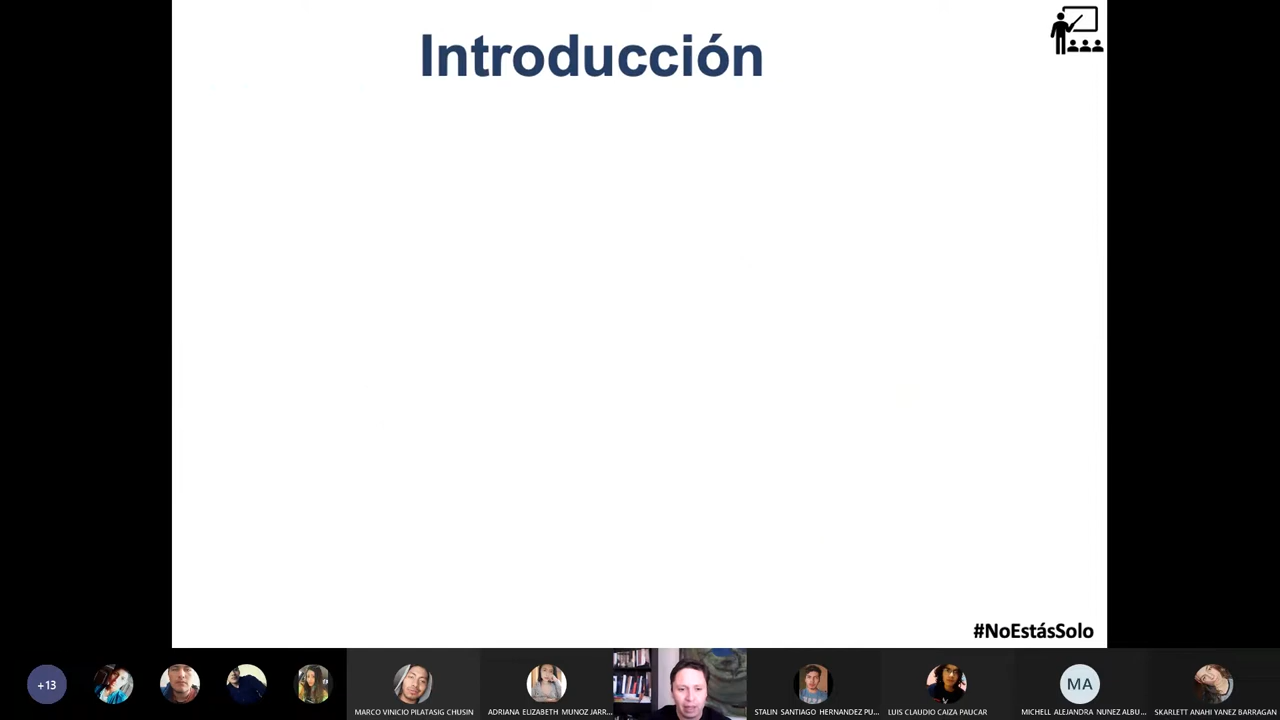 Introducción
#NoEstásSolo
+13
MARCO VINICIO PILATASIG CHUSIN
ADRIANA ELIZABETH MUNOZ JARR...
STALIN SANTIAGO HERNANDEZ PU...
LUIS CLAUDIO CAIZA PAUCAR
MA
MICHELL ALEJANDRA NUNEZ ALBU...
SKARLETT ANAHI YANEZ BARRAGAN